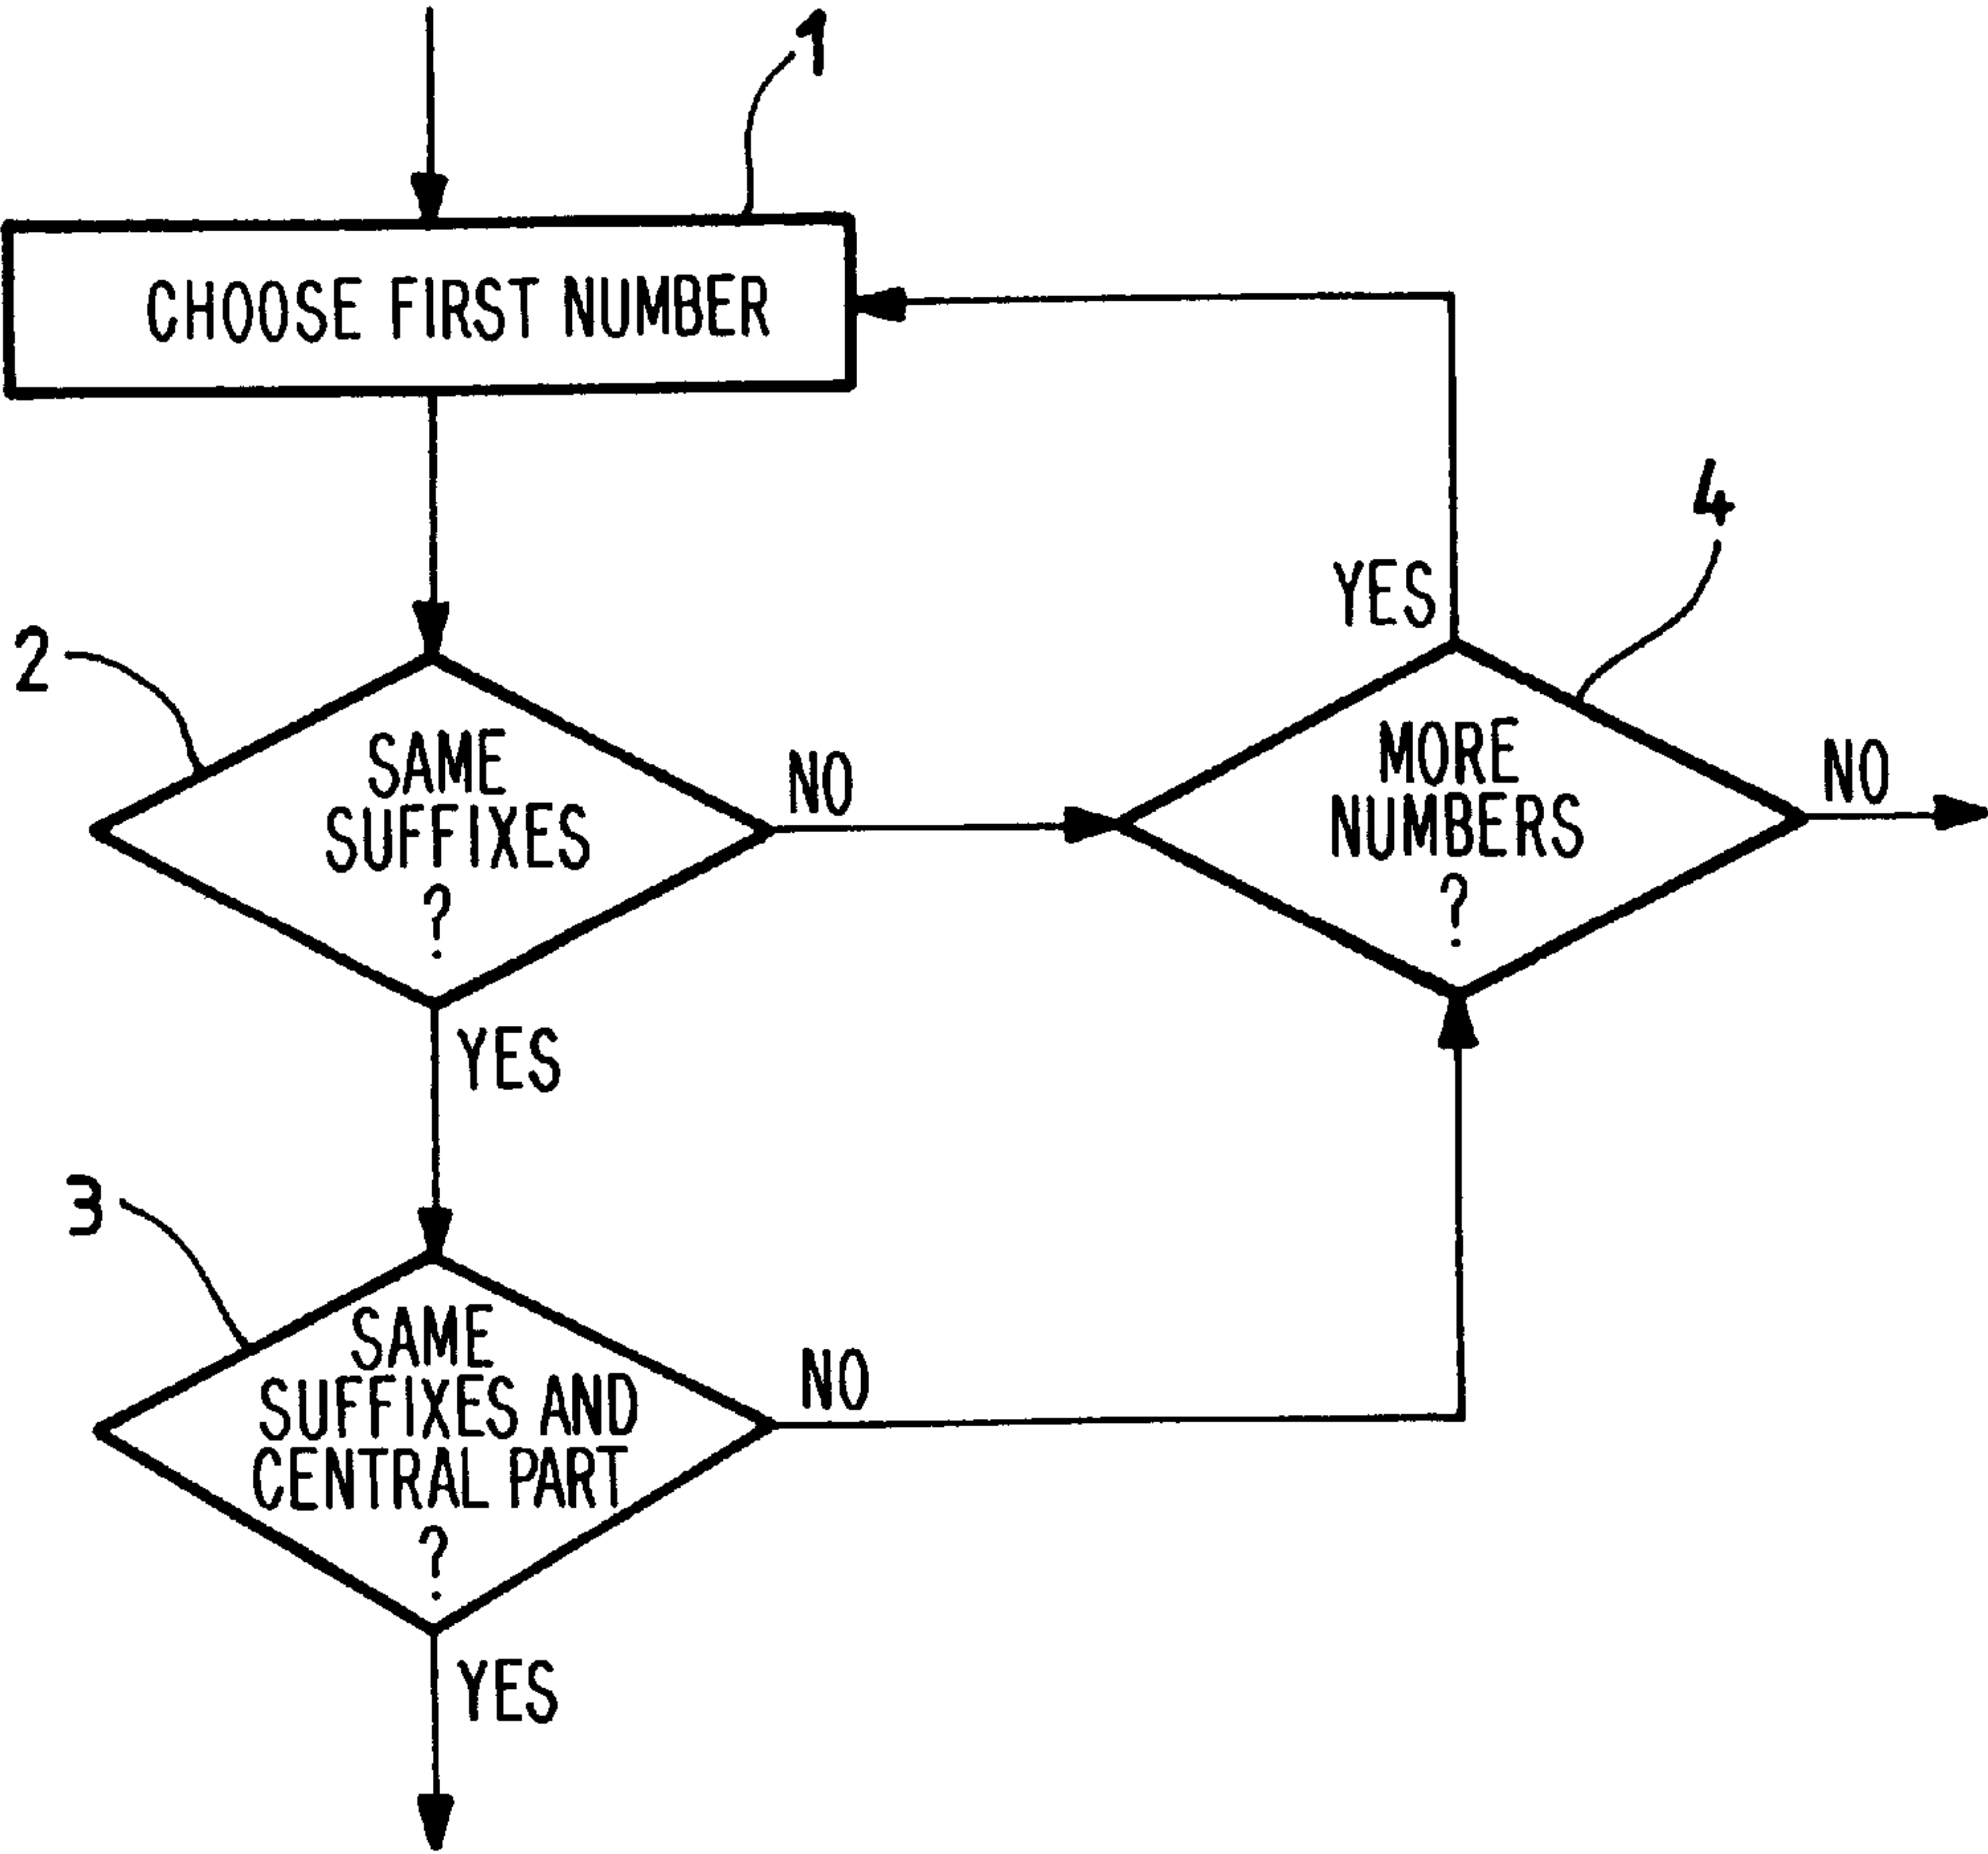 1
CHOOSE FIRST NUMBER
4
YES
2
SAME
SUFFIXES
?
NO
MORE
NUMBERS
?
NO
YES
3
SAME
SUFFIXES AND
CENTRAL PART
?
NO
YES